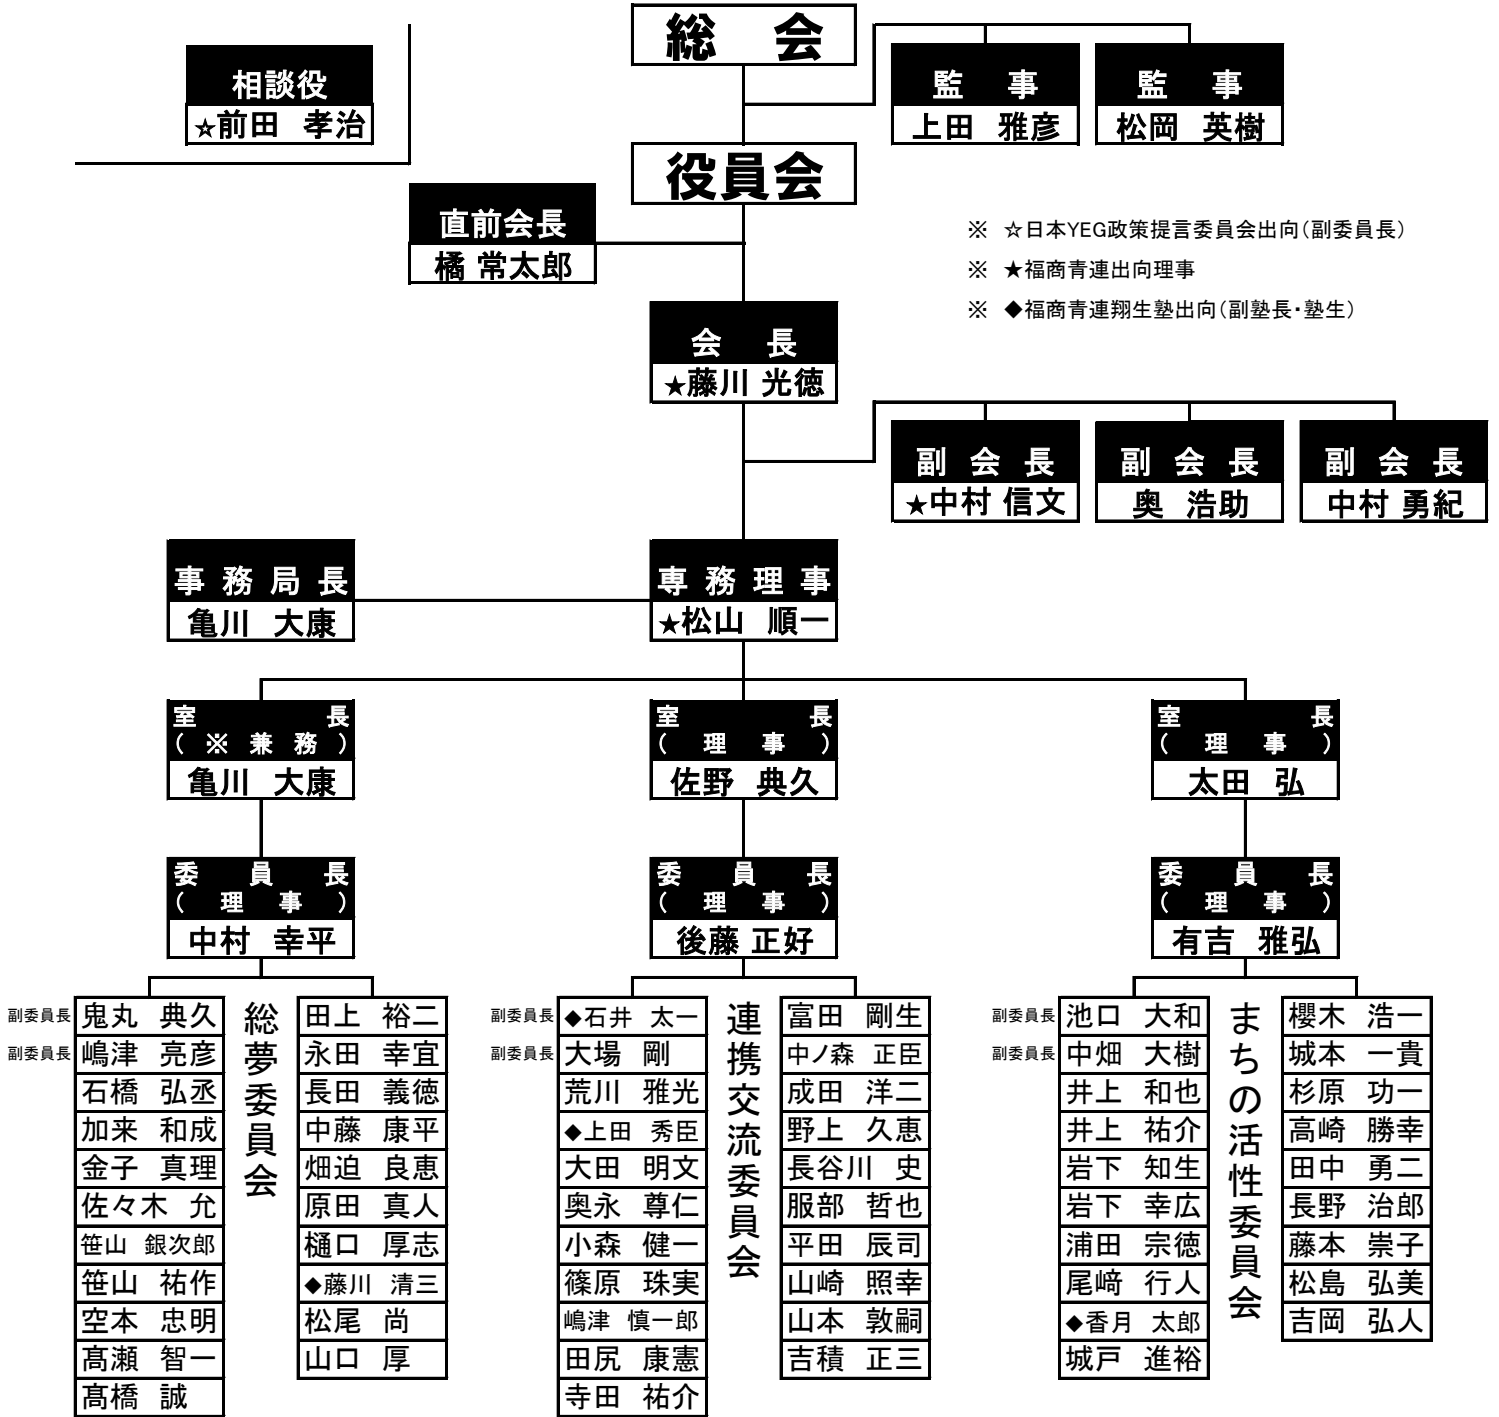 総 会
相談役
☆前田 孝治
監 事
上田 雅彦
監 事
松岡 英樹
役員会
直前会長
橘 常太郎
※ ☆日本YEG政策提言委員会出向(副委員長)
※ ★福商青連出向理事
※ ◆福商青連翔生塾出向(副塾長・塾生)
会 長
★藤川 光徳
副 会 長
★中村 信文
副 会 長
奥 浩助
副 会 長
中村 勇紀
事 務 局 長
亀川 大康
専 務 理 事
★松山 順一
室 長
( ※ 兼 務 )
亀川 大康
室 長
( 理 事 )
佐野 典久
室 長
( 理 事 )
太田 弘
委 員 長
( 理 事 )
中村 幸平
委 員 長
( 理 事 )
後藤 正好
委 員 長
( 理 事 )
有吉 雅弘
総夢委員会
副委員長 鬼丸 典久
副委員長 嶋津 亮彦
石橋 弘丞
加来 和成
金子 真理
佐々木 允
笹山 銀次郎
笹山 祐作
空本 忠明
髙瀬 智一
髙橋 誠
田上 裕二
永田 幸宜
長田 義徳
中藤 康平
畑迫 良恵
原田 真人
樋口 厚志
◆藤川 清三
松尾 尚
山口 厚
連携交流委員会
副委員長 ◆石井 太一
副委員長 大場 剛
荒川 雅光
◆上田 秀臣
大田 明文
奥永 尊仁
小森 健一
篠原 珠実
嶋津 慎一郎
田尻 康憲
寺田 祐介
富田 剛生
中ノ森 正臣
成田 洋二
野上 久恵
長谷川 史
服部 哲也
平田 辰司
山崎 照幸
山本 敦嗣
吉積 正三
まちの活性委員会
副委員長 池口 大和
副委員長 中畑 大樹
井上 和也
井上 祐介
岩下 知生
岩下 幸広
浦田 宗徳
尾﨑 行人
◆香月 太郎
城戸 進裕
櫻木 浩一
城本 一貴
杉原 功一
高崎 勝幸
田中 勇二
長野 治郎
藤本 崇子
松島 弘美
吉岡 弘人